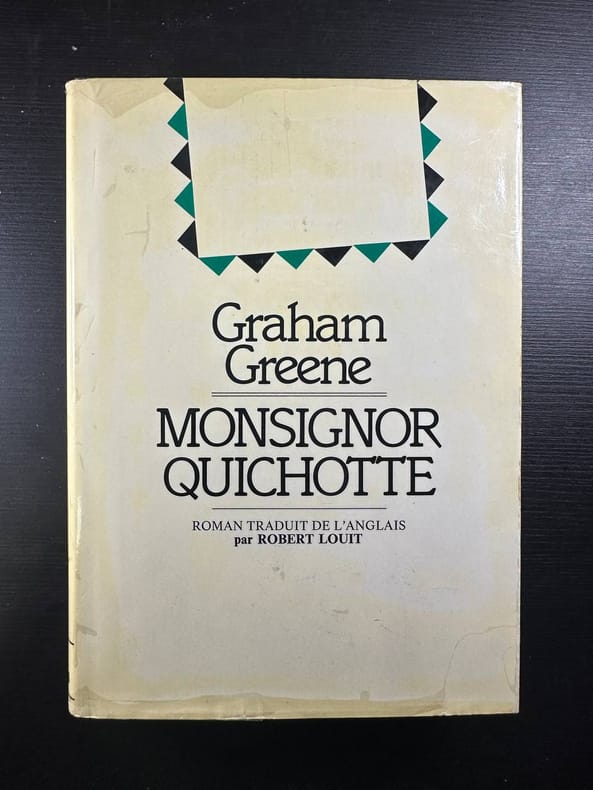 Graham
Greene
MONSIGNOR
QUICHOTTE
ROMAN TRADUIT DE L'ANGLAIS
par ROBERT LOUIT